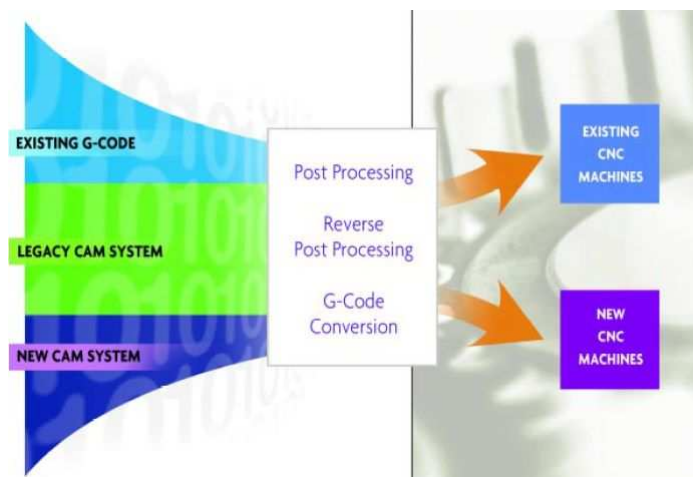 EXISTING G-CODE
LEGACY CAM SYSTEM
NEW CAM SYSTEM
Post Processing
Reverse
Post Processing
G-Code
Conversion
EXISTING
CNC
MACHINES
NEW
CNC
MACHINES